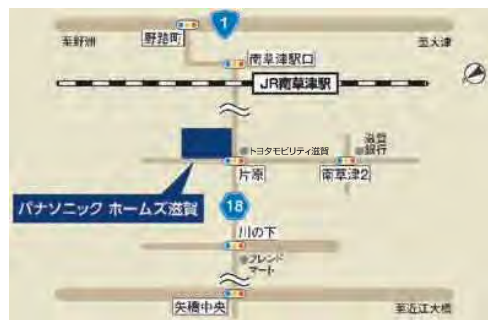 1
至野洲
野路町
至大津
南草津駅口
JR南草津駅
トヨタモビリティ滋賀
滋賀
銀行
片原
南草津2
パナソニック ホームズ滋賀
18
川の下
フレンド
マート
矢橋中央
至近江大橋